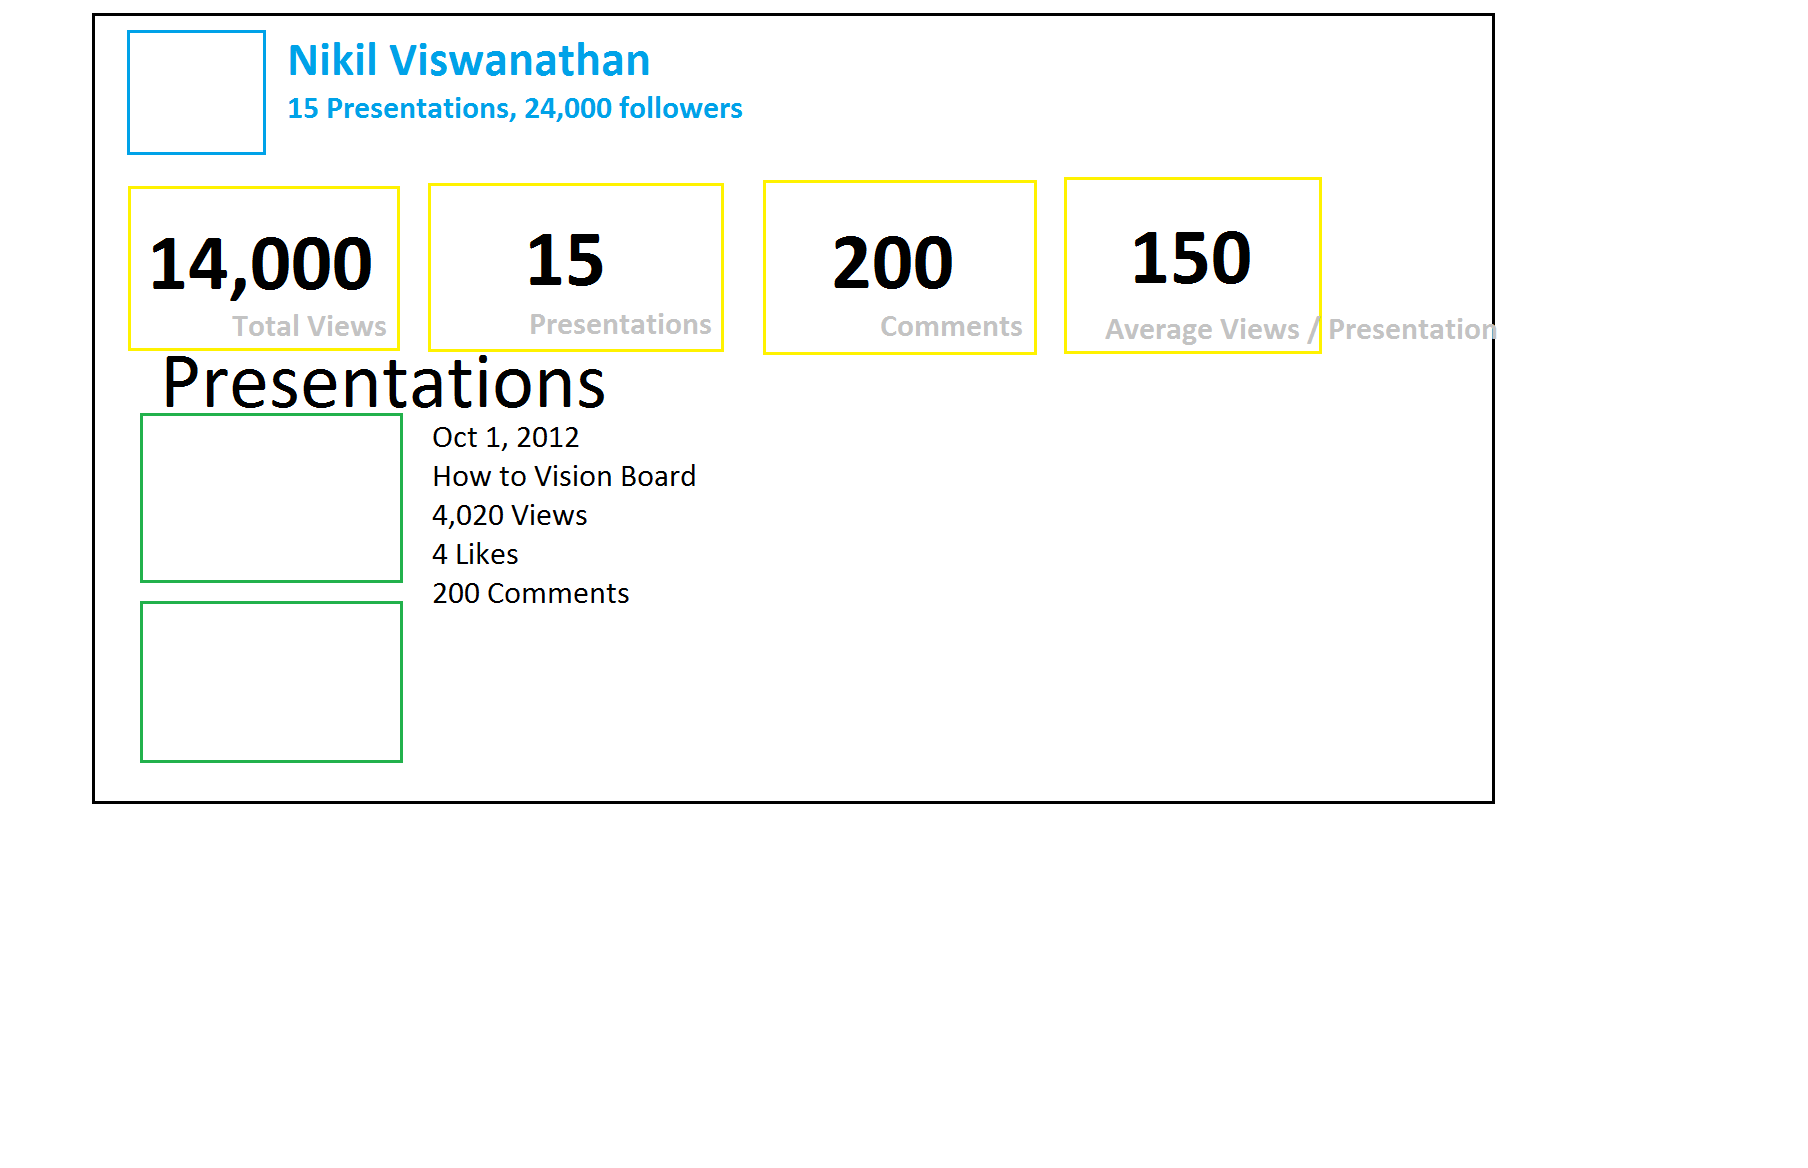 Nikil Viswanathan
15 Presentations, 24,000 followers
14,000
Total Views
15
Presentations
200
Comments
150
Average Views / Presentation
Presentations
Oct 1, 2012
How to Vision Board
4,020 Views
4 Likes
200 Comments